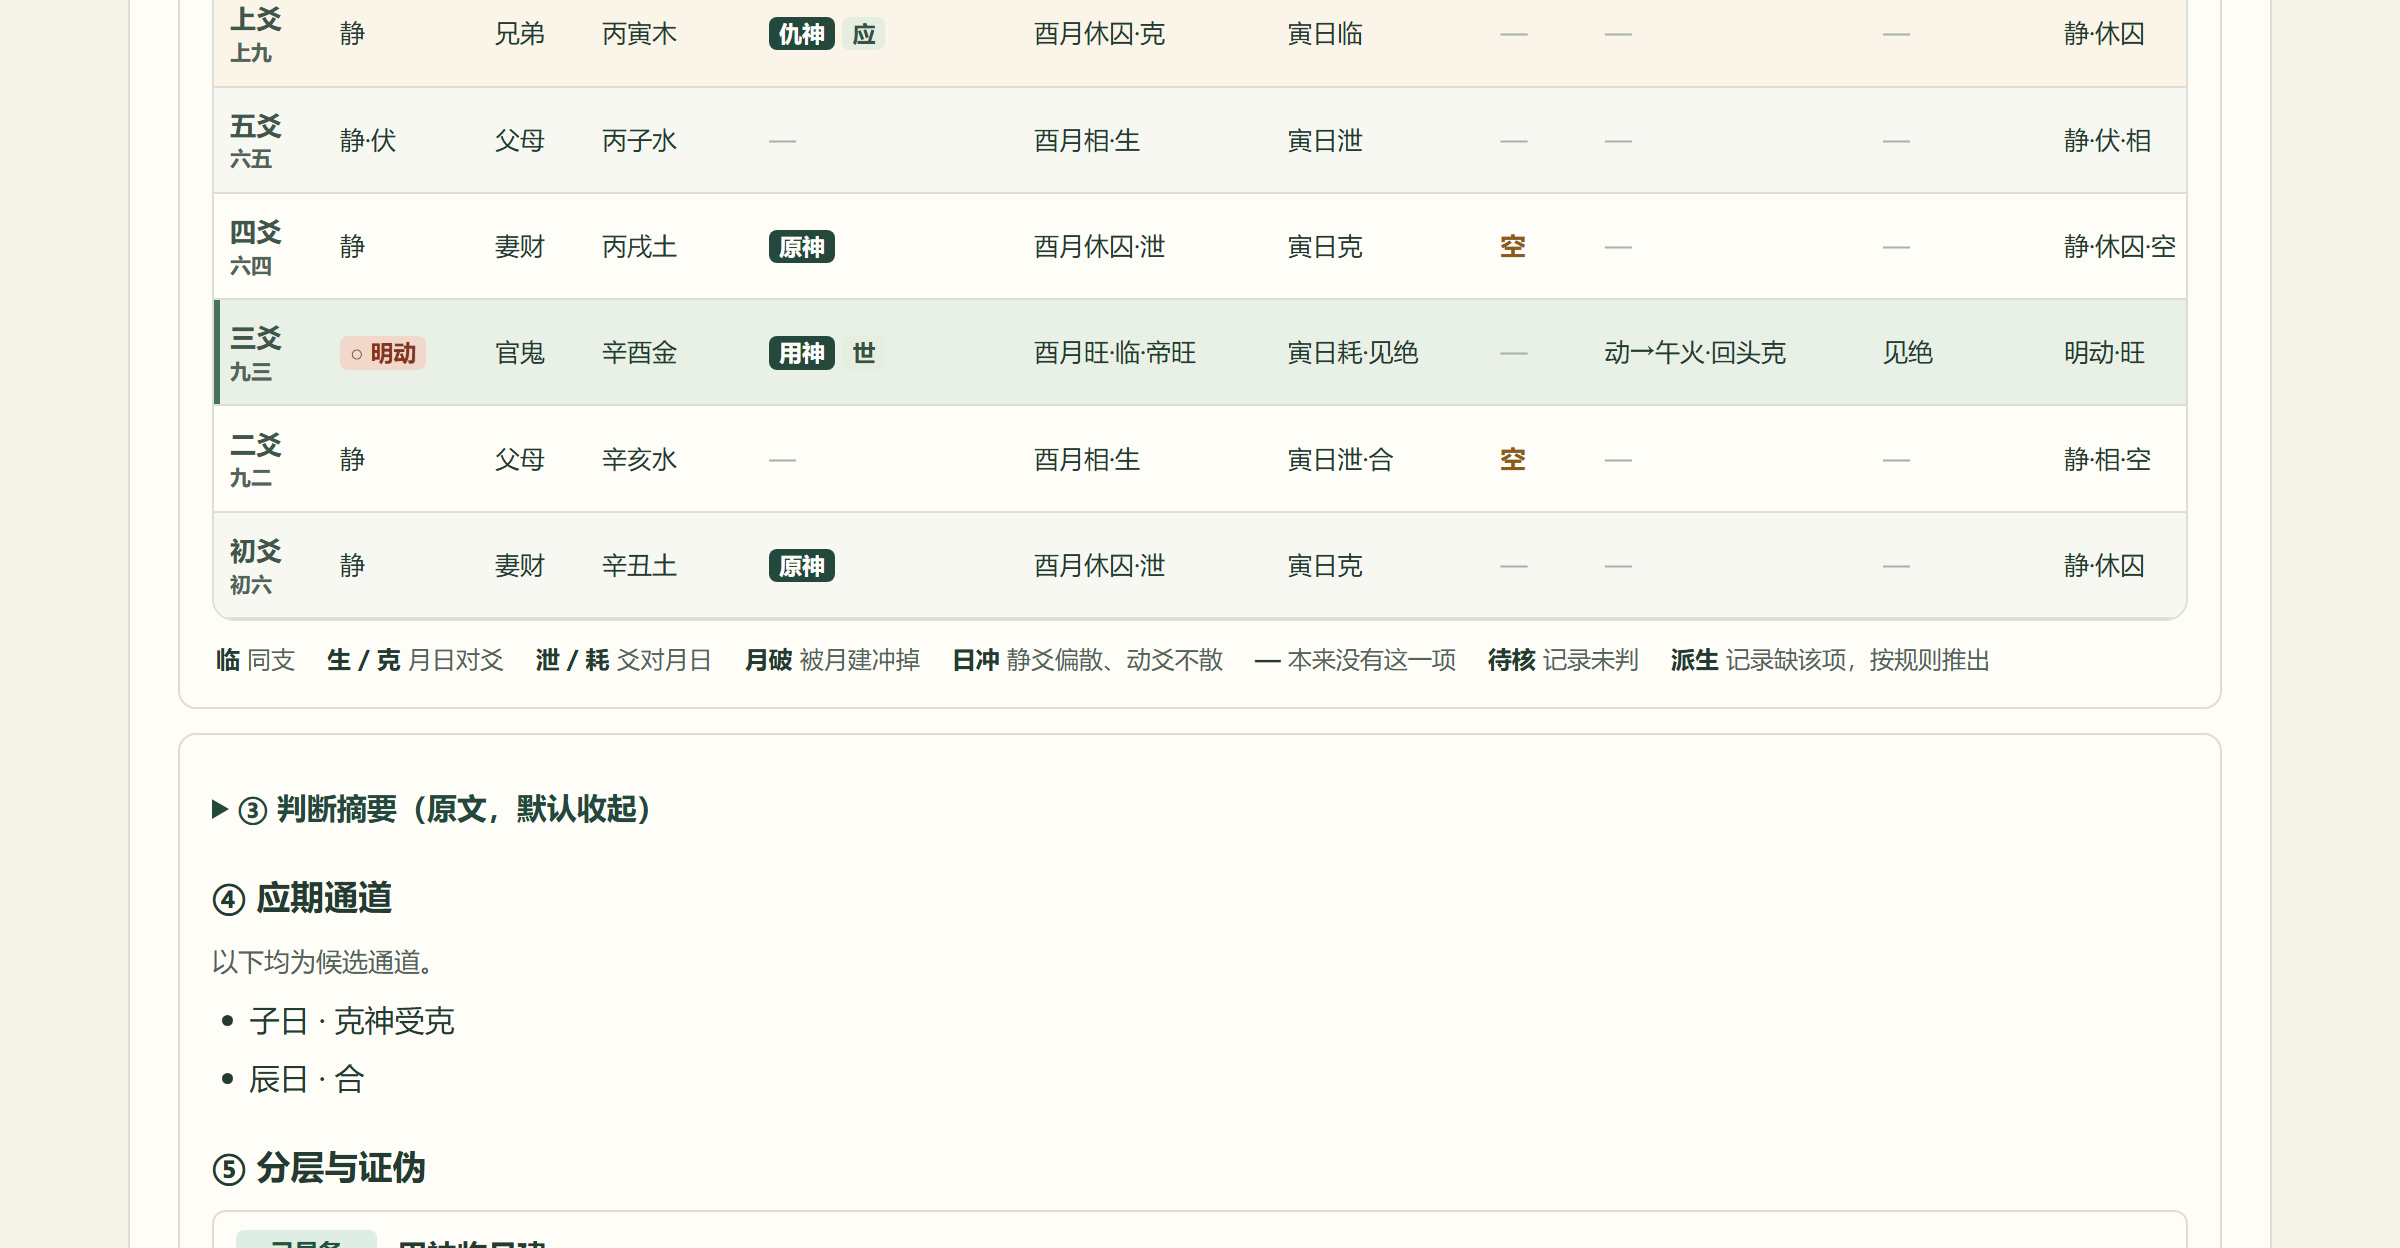 上爻 静 兄弟 丙寅木 仇神 应 酉月休囚·克 寅日临 — — — 静·休囚
上九
五爻 静·伏 父母 丙子水 — 酉月相·生 寅日泄 — — — 静·伏·相
六五
四爻 静 妻财 丙戌土 原神 酉月休囚·泄 寅日克 空 — — 静·休囚·空
六四
三爻 ○ 明动 官鬼 辛酉金 用神 世 酉月旺·临·帝旺 寅日耗·见绝 — 动→午火·回头克 见绝 明动·旺
九三
二爻 静 父母 辛亥水 — 酉月相·生 寅日泄·合 空 — — 静·相·空
九二
初爻 静 妻财 辛丑土 原神 酉月休囚·泄 寅日克 — — — 静·休囚
初六
临 同支 生 / 克 月日对爻 泄 / 耗 爻对月日 月破 被月建冲掉 日冲 静爻偏散、动爻不散 — 本来没有这一项 待核 记录未判 派生 记录缺该项，按规则推出
▶ ③ 判断摘要（原文，默认收起）
④ 应期通道
以下均为候选通道。
• 子日 · 克神受克
• 辰日 · 合
⑤ 分层与证伪